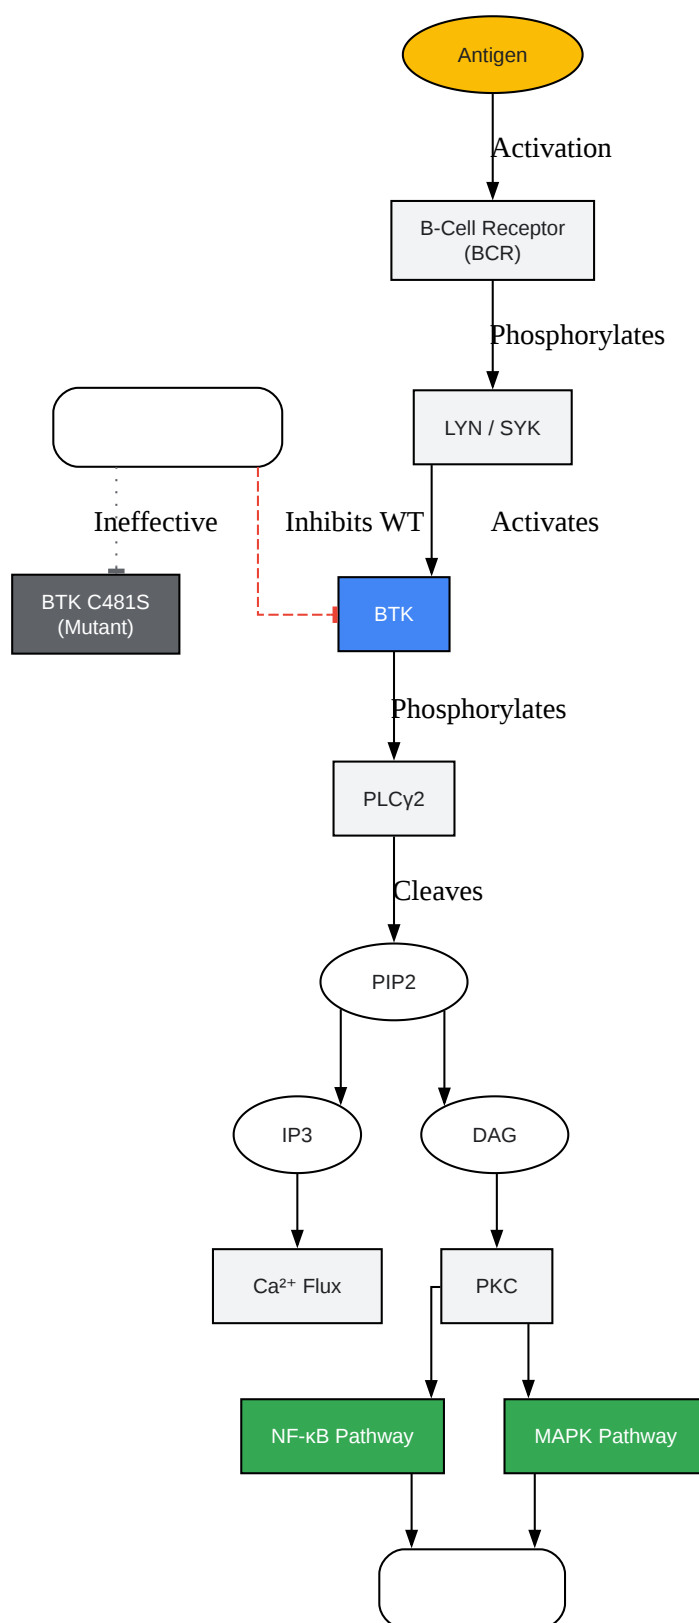 Antigen
Activation
B-Cell Receptor
(BCR)
Phosphorylates
LYN / SYK
Ineffective
Inhibits WT
Activates
BTK C481S
(Mutant)
BTK
Phosphorylates
PLCγ2
Cleaves
PIP2
IP3
DAG
Ca²⁺ Flux
PKC
NF-κB Pathway
MAPK Pathway